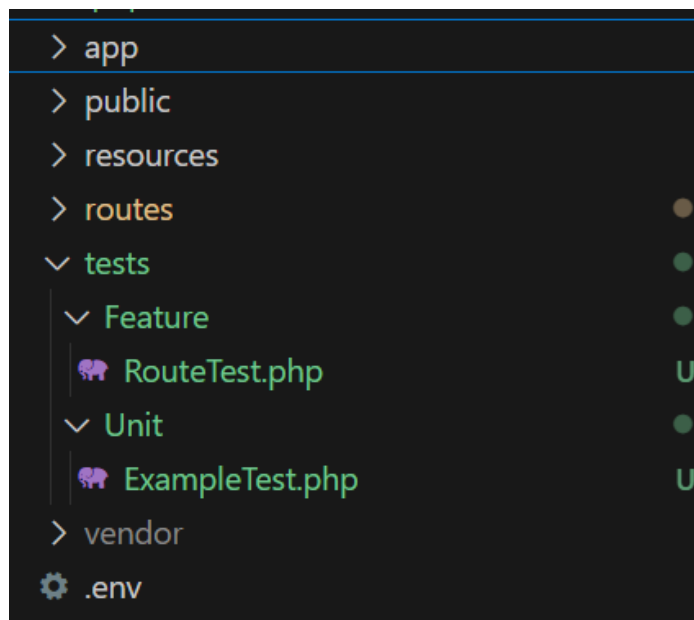 app
public
resources
routes
tests
Feature
RouteTest.php U
Unit
ExampleTest.php U
vendor
.env